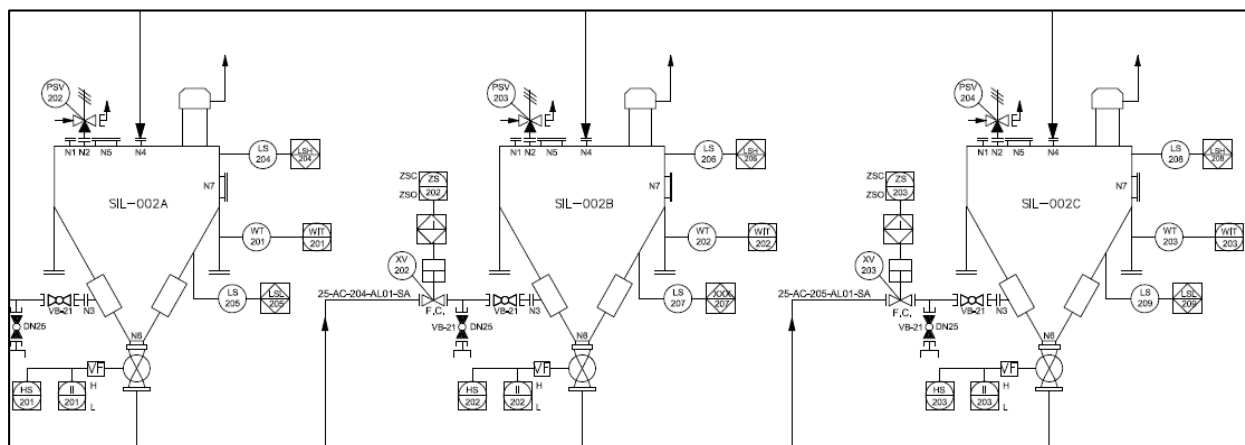 PSV
202
PSV
203
PSV
204
N1 N2 N5 N4
N1 N2 N5 N4
N1 N2 N5 N4
LS
204
LSH
204
LS
206
LSH
206
LS
208
LSH
208
N7
N7
N7
ZSC
ZSO
ZS
202
ZSC
ZSO
ZS
203
SIL-002A
SIL-002B
SIL-002C
WT
201
WIT
201
WT
202
WIT
202
WT
203
WIT
203
XV
202
XV
203
LS
205
LSL
205
LS
207
XXXL
207
LS
209
LSL
209
25-AC-204-AL01-SA
25-AC-205-AL01-SA
F.C.
F.C.
VB-21 N3
VB-21 N3
VB-21 N3
DN25
VB-21 DN25
VB-21 DN25
N6
N6
N6
VF
VF
VF
HS
201
II
201
H
L
HS
202
II
202
H
L
HS
203
II
203
H
L